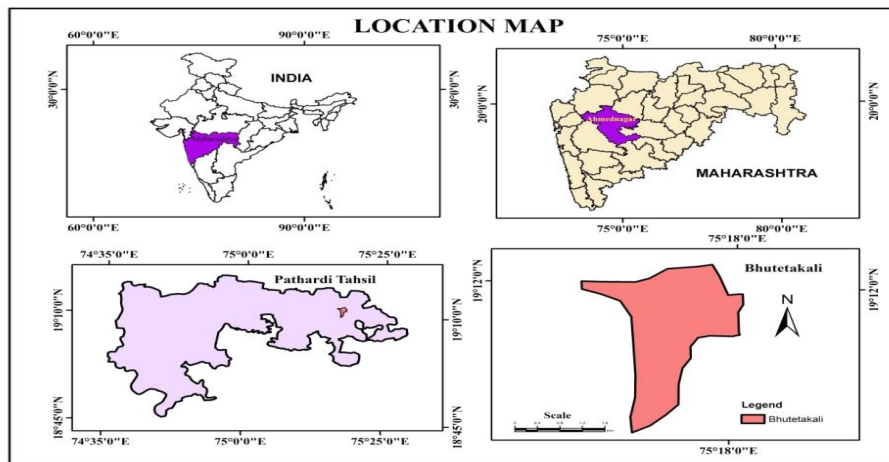 LOCATION MAP
60°0'0"E 90°0'0"E
30°0'0"N
30°0'0"N
INDIA
60°0'0"E 90°0'0"E
75°0'0"E 80°0'0"E
20°0'0"N
20°0'0"N
Ahmednagar
MAHARASHTRA
75°0'0"E 80°0'0"E
74°35'0"E 75°0'0"E 75°25'0"E
Pathardi Tahsil
19°10'0"N
19°10'0"N
18°45'0"N
18°45'0"N
74°35'0"E 75°0'0"E 75°25'0"E
75°18'0"E
Bhutetakali
19°12'0"N
19°12'0"N
N
Scale
Legend
Bhutetakali
75°18'0"E